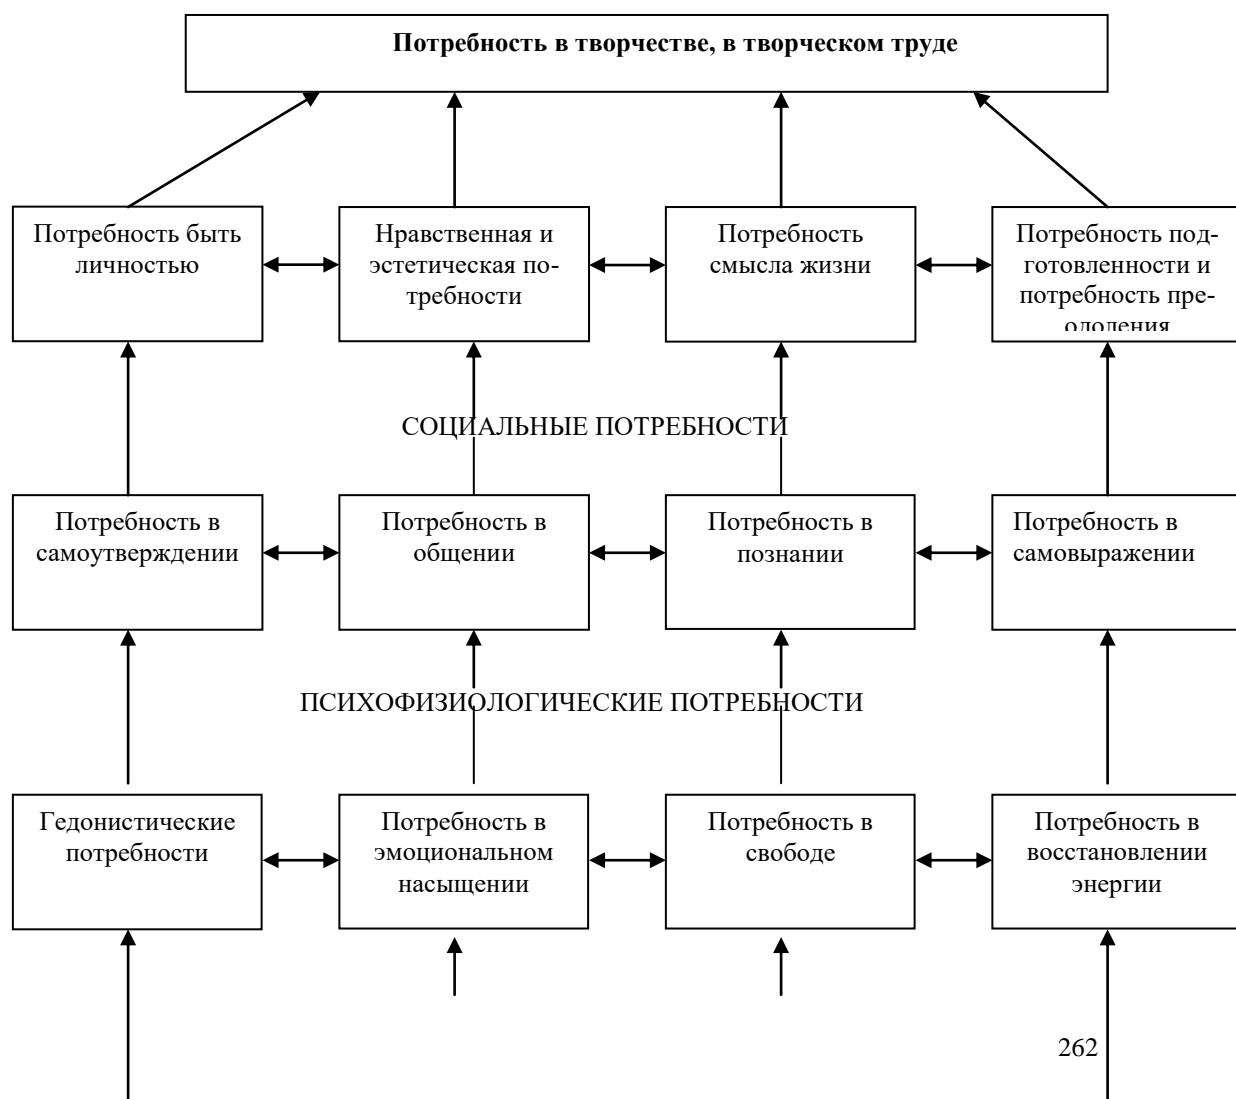 Потребность в творчестве, в творческом труде
Потребность быть
личностью
Нравственная и
эстетическая по-
требности
Потребность
смысла жизни
Потребность под-
готовленности и
потребность пре-
одоления
СОЦИАЛЬНЫЕ ПОТРЕБНОСТИ
Потребность в
самоутверждении
Потребность в
общении
Потребность в
познании
Потребность в
самовыражении
ПСИХОФИЗИОЛОГИЧЕСКИЕ ПОТРЕБНОСТИ
Гедонистические
потребности
Потребность в
эмоциональном
насыщении
Потребность в
свободе
Потребность в
восстановлении
энергии
262